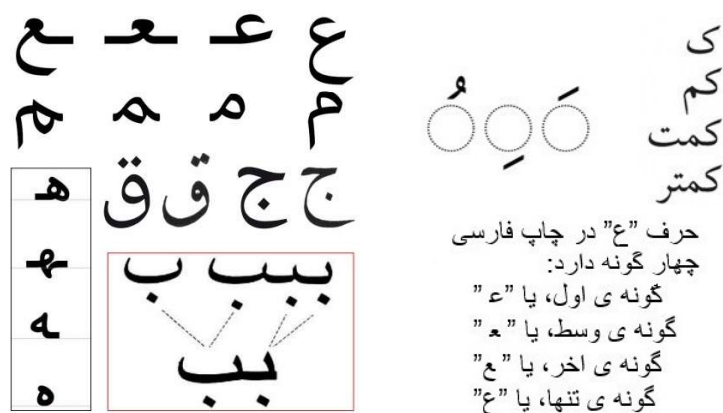 ع عـ ـعـ ـع
م مـ ـمـ ـم
ج ج ق ق
هـ
ـهـ
ـه
ه
ببب ب
بب
َ ِ ُ
ک
کم
کمت
کمتر
حرف "ع" در چاپ فارسی
چهار گونه دارد:
گونه ی اول، یا "عـ"
گونه ی وسط، یا "ـعـ"
گونه ی اخر، یا "ـع"
گونه ی تنها، یا "ع"